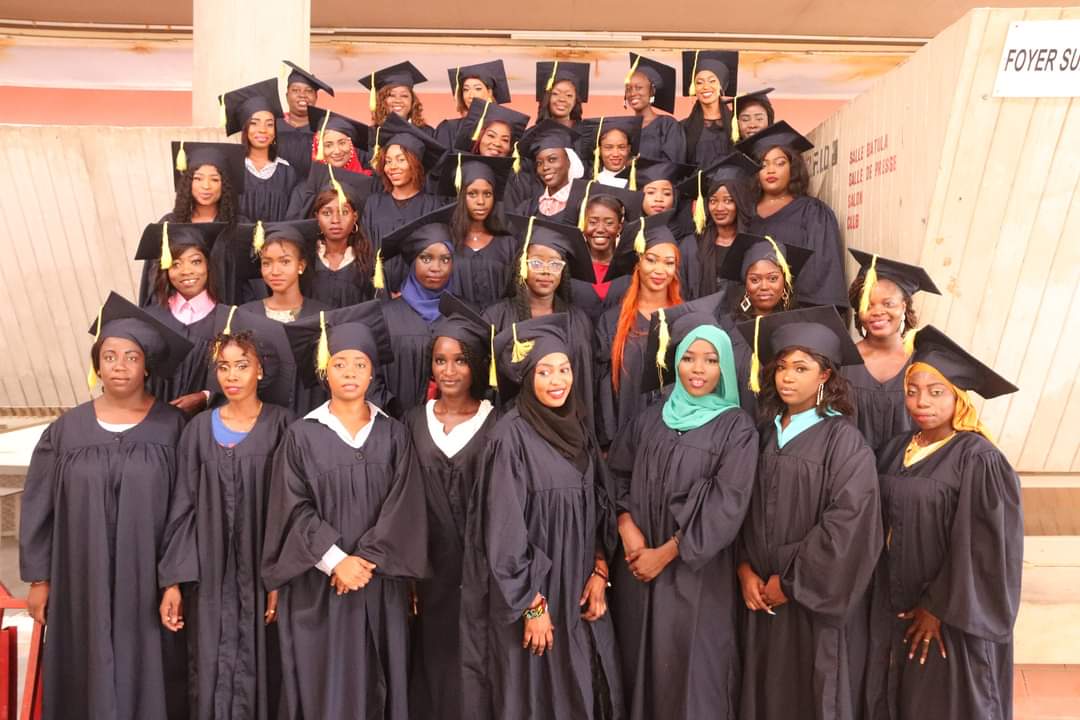 FOYER SU
SALLE BATULA
SALLE DE PRESSE
SALON
CLUB